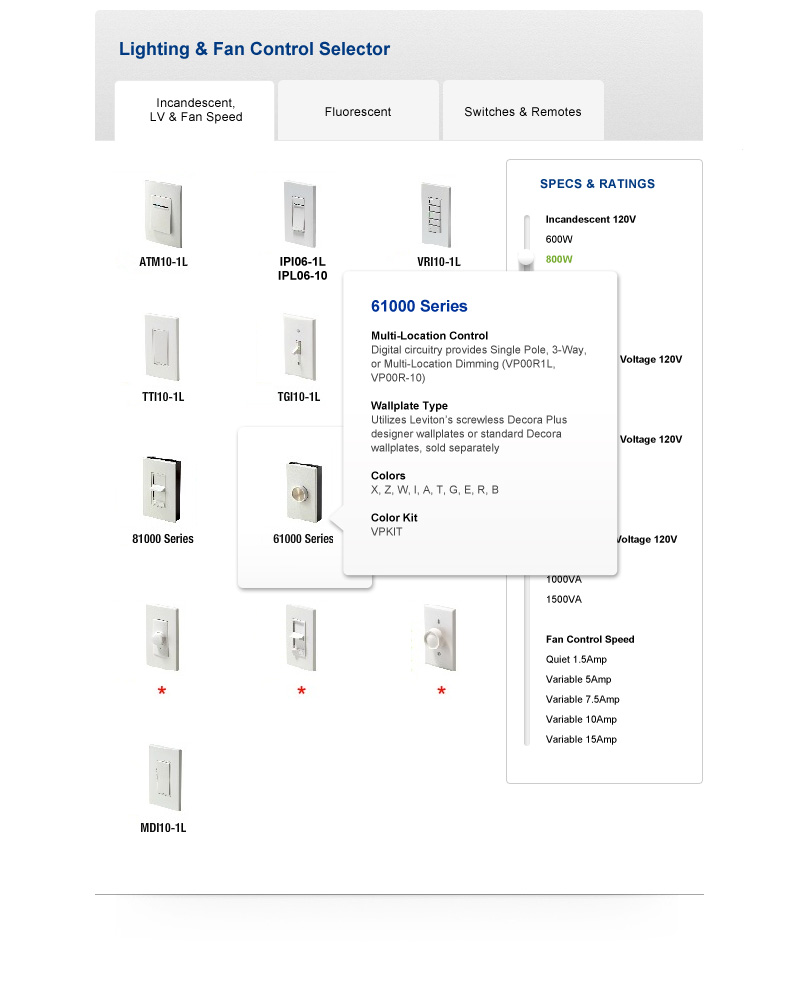 Lighting & Fan Control Selector
Incandescent,
LV & Fan Speed
Fluorescent
Switches & Remotes
ATM10-1L
IPI06-1L
IPL06-10
VRI10-1L
TTI10-1L
TGI10-1L
81000 Series
61000 Series
*
*
*
MDI10-1L
61000 Series
Multi-Location Control
Digital circuitry provides Single Pole, 3-Way,
or Multi-Location Dimming (VP00R1L,
VP00R-10)
Wallplate Type
Utilizes Leviton's screwless Decora Plus
designer wallplates or standard Decora
wallplates, sold separately
Colors
X, Z, W, I, A, T, G, E, R, B
Color Kit
VPKIT
SPECS & RATINGS
Incandescent 120V
600W
800W
Voltage 120V
Voltage 120V
Voltage 120V
1000VA
1500VA
Fan Control Speed
Quiet 1.5Amp
Variable 5Amp
Variable 7.5Amp
Variable 10Amp
Variable 15Amp